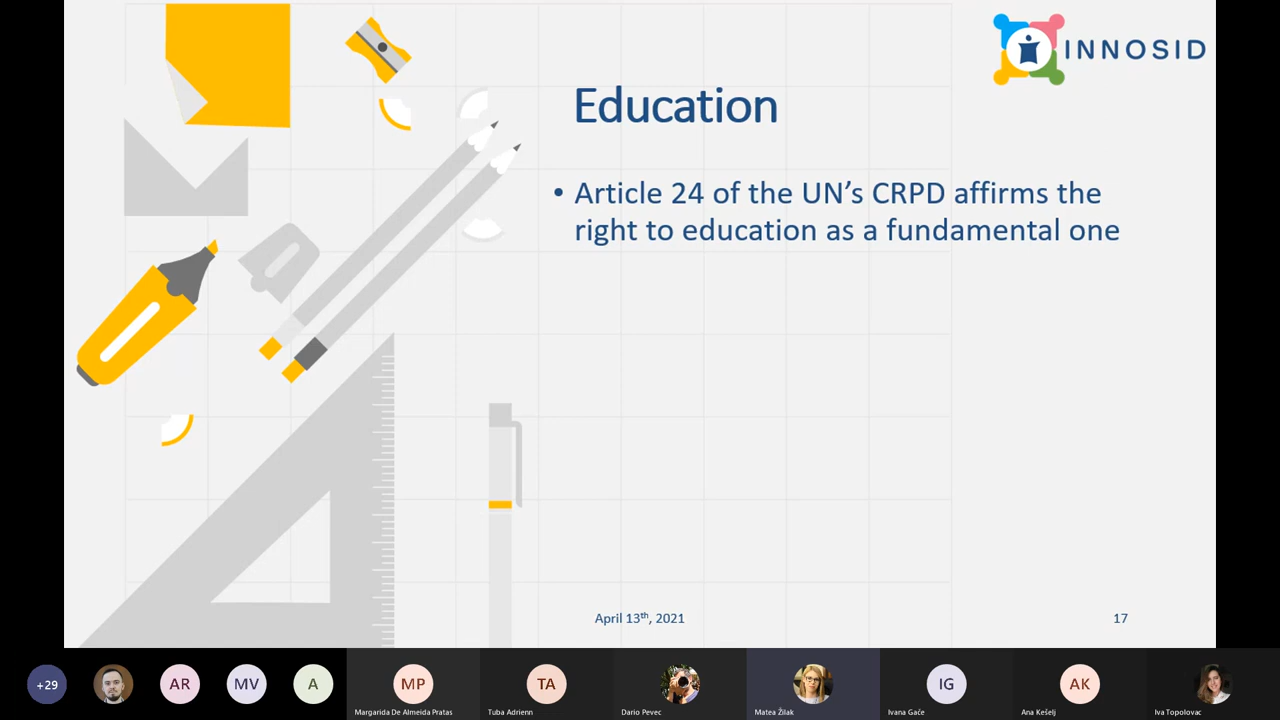 INNOSID
Education
• Article 24 of the UN’s CRPD affirms the
right to education as a fundamental one
April 13th, 2021
17
+29
AR
MV
A
MP
TA
IG
AK
Margarida De Almeida Pratas
Tuba Adrienn
Dario Pevec
Matea Žilak
Ivana Gaće
Ana Kešelj
Iva Topolovac